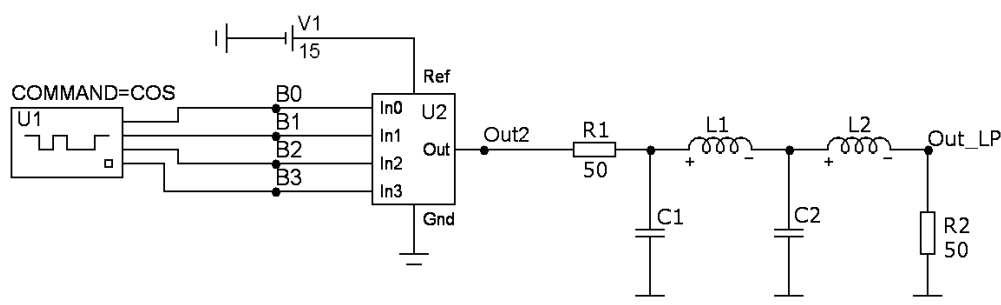 V1
15
Ref
COMMAND=COS
U1
B0
B1
B2
B3
In0
In1
In2
In3
U2
Out
Gnd
Out2
R1
50
L1
+ -
L2
+ -
Out_LP
C1
C2
R2
50